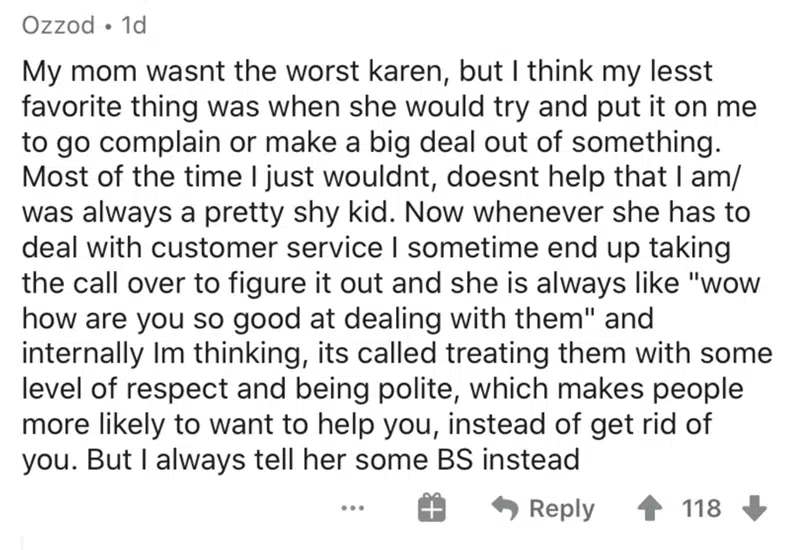 Ozzod • 1d
My mom wasnt the worst karen, but I think my lesst
favorite thing was when she would try and put it on me
to go complain or make a big deal out of something.
Most of the time I just wouldnt, doesnt help that I am/
was always a pretty shy kid. Now whenever she has to
deal with customer service I sometime end up taking
the call over to figure it out and she is always like "wow
how are you so good at dealing with them" and
internally Im thinking, its called treating them with some
level of respect and being polite, which makes people
more likely to want to help you, instead of get rid of
you. But I always tell her some BS instead
... Reply 118